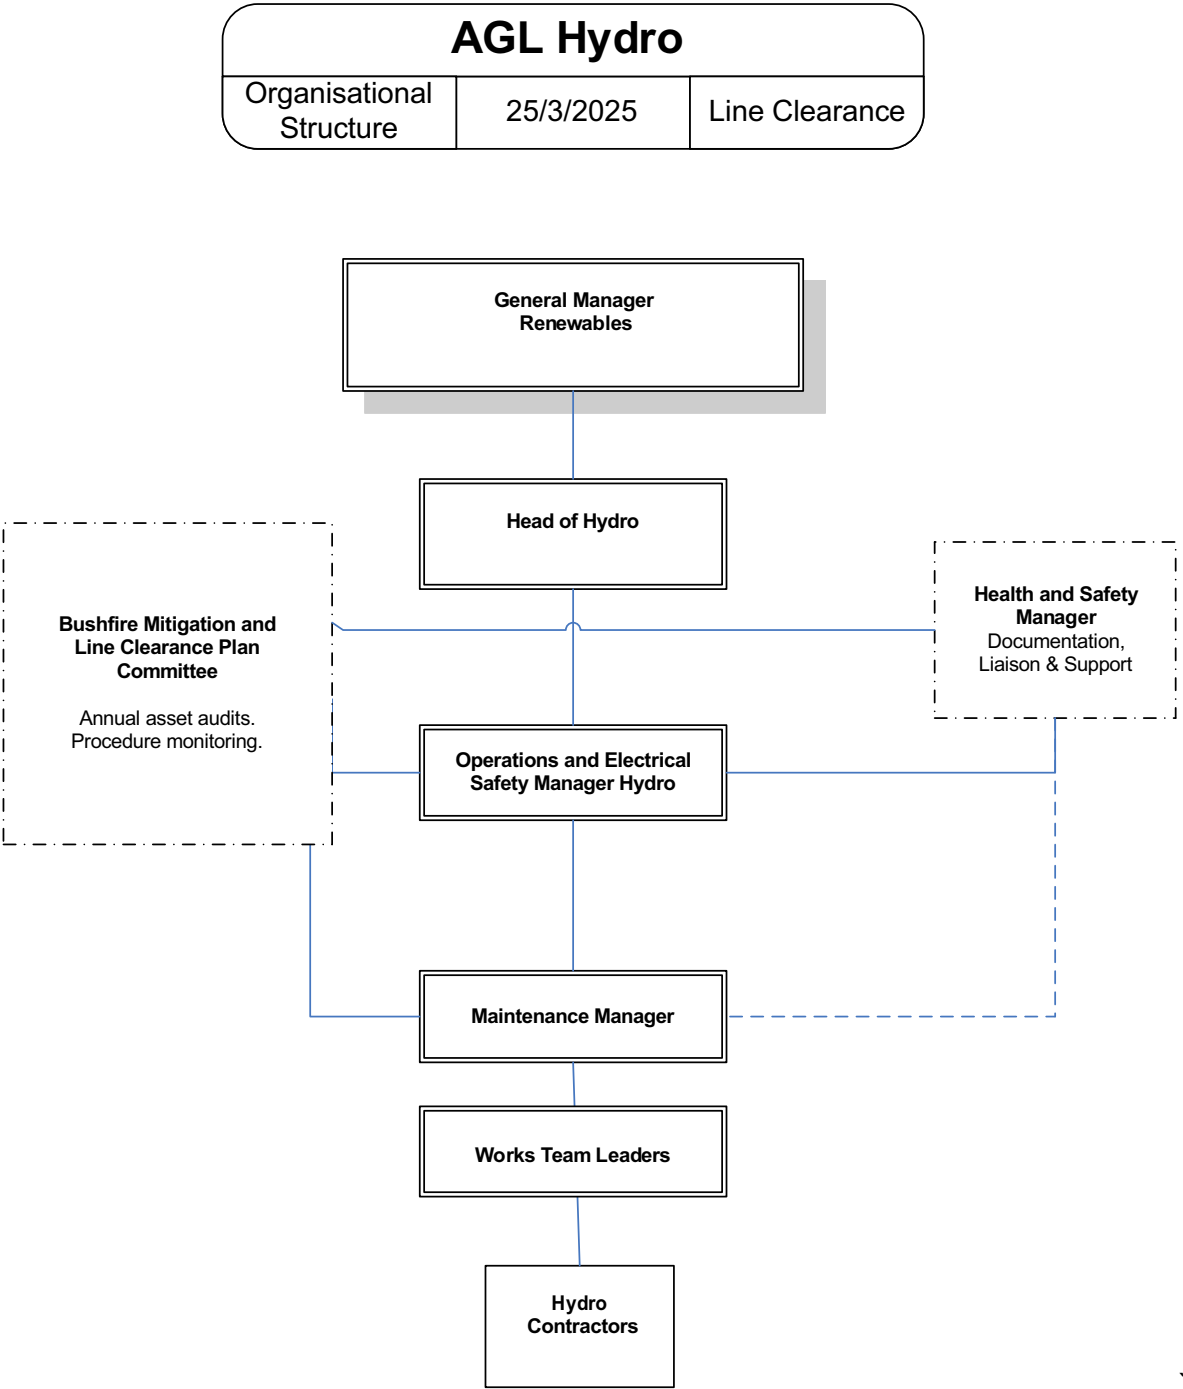 AGL Hydro
Organisational
Structure
25/3/2025
Line Clearance
General Manager
Renewables
Head of Hydro
Bushfire Mitigation and
Line Clearance Plan
Committee
Annual asset audits.
Procedure monitoring.
Health and Safety
Manager
Documentation,
Liaison & Support
Operations and Electrical
Safety Manager Hydro
Maintenance Manager
Works Team Leaders
Hydro
Contractors